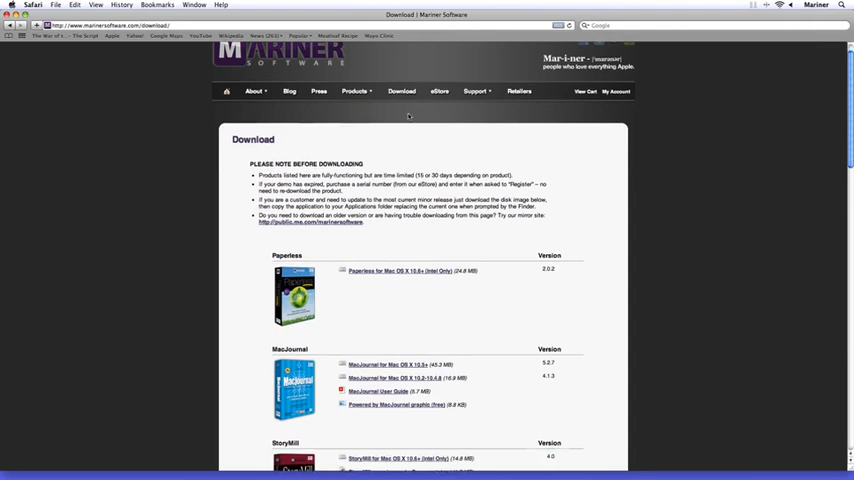 Safari File Edit View History Bookmarks Window Help Mariner
Download | Mariner Software
http://www.marinersoftware.com/download/
Google
The War of t... - The Script Apple Yahoo! Google Maps YouTube Wikipedia News (263) Popular Meatloaf Recipe Mayo Clinic
MARINER
SOFTWARE
Mar-i-ner - 
people who love everything Apple.
About Blog Press Products Download eStore Support Retailers View Cart My Account
Download
PLEASE NOTE BEFORE DOWNLOADING
• Products listed here are fully-functioning but are time limited (15 or 30 days depending on product).
• If your demo has expired, purchase a serial number (from our eStore) and enter it when asked to "Register" – no
need to re-download the product.
• If you are a customer and need to update to the most current minor release just download the disk image below,
then copy the application to your Applications folder replacing the current one when prompted by the Finder.
• Do you need to download an older version or are having trouble downloading from this page? Try our mirror site:
http://public.me.com/marinersoftware.
Paperless Version
Paperless for Mac OS X 10.6+ (Intel Only) (24.8 MB) 2.0.2
Paperless
MacJournal Version
MacJournal for Mac OS X 10.5+ (45.3 MB) 5.2.7
MacJournal for Mac OS X 10.2-10.4.8 (16.9 MB) 4.1.3
MacJournal User Guide (6.7 MB)
Powered by MacJournal graphic (free) (8.8 KB)
MacJournal
StoryMill Version
StoryMill for Mac OS X 10.6+ (Intel Only) (14.8 MB) 4.0